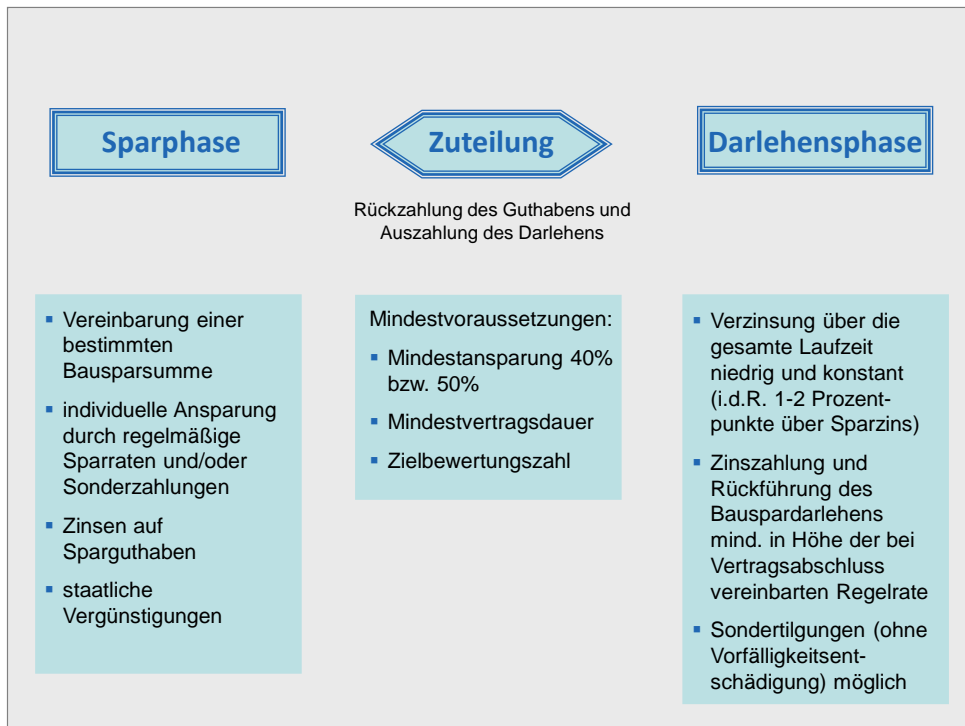 Sparphase
Zuteilung
Darlehensphase
Rückzahlung des Guthabens und
Auszahlung des Darlehens
▪ Vereinbarung einer
bestimmten
Bausparsumme
▪ individuelle Ansparung
durch regelmäßige
Sparraten und/oder
Sonderzahlungen
▪ Zinsen auf
Sparguthaben
▪ staatliche
Vergünstigungen
Mindestvoraussetzungen:
▪ Mindestansparung 40%
bzw. 50%
▪ Mindestvertragsdauer
▪ Zielbewertungszahl
▪ Verzinsung über die
gesamte Laufzeit
niedrig und konstant
(i.d.R. 1-2 Prozent-
punkte über Sparzins)
▪ Zinszahlung und
Rückführung des
Bauspardarlehens
mind. in Höhe der bei
Vertragsabschluss
vereinbarten Regelrate
▪ Sondertilgungen (ohne
Vorfälligkeitsent-
schädigung) möglich